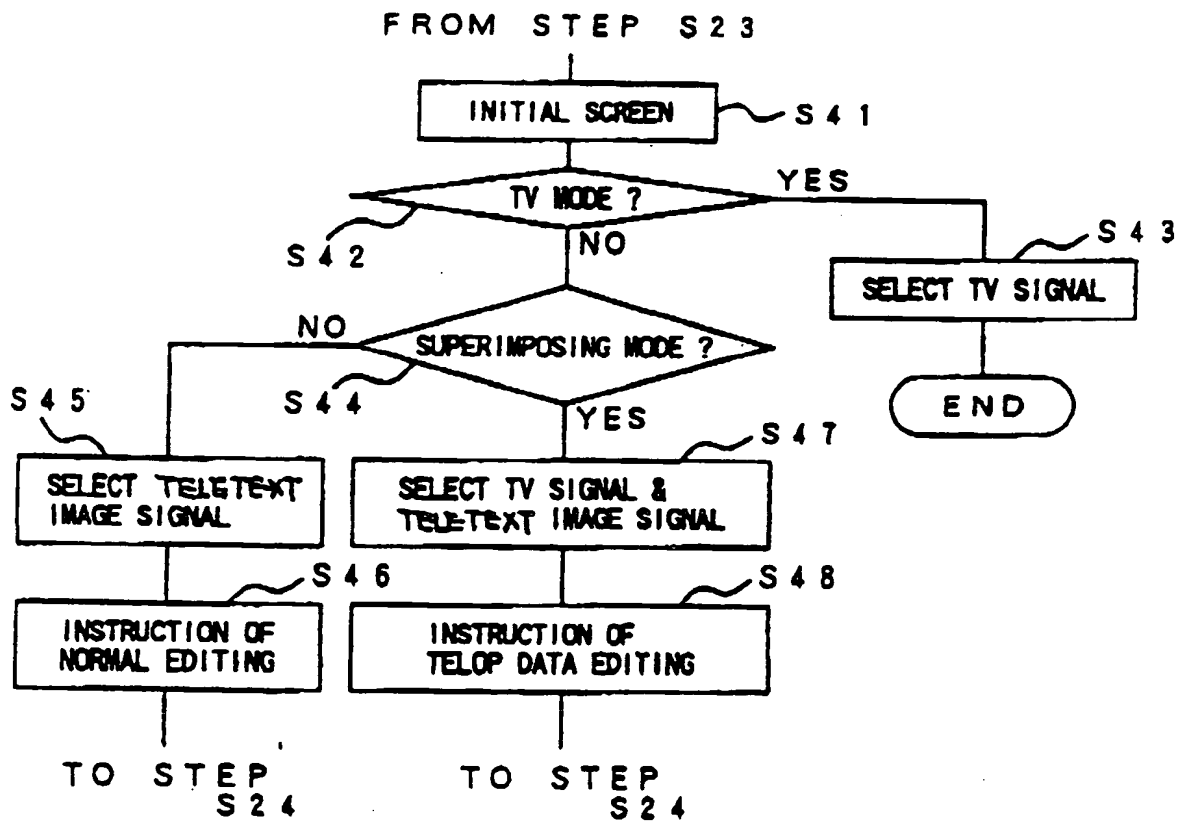 FROM STEP S23
INITIAL SCREEN
S41
TV MODE ?
YES
S42
NO
S43
SELECT TV SIGNAL
NO
SUPERIMPOSING MODE ?
S44
END
S45
YES
S47
SELECT TELETEXT
IMAGE SIGNAL
SELECT TV SIGNAL &
TELETEXT IMAGE SIGNAL
S46
S48
INSTRUCTION OF
NORMAL EDITING
INSTRUCTION OF
TELOP DATA EDITING
TO STEP
S24
TO STEP
S24